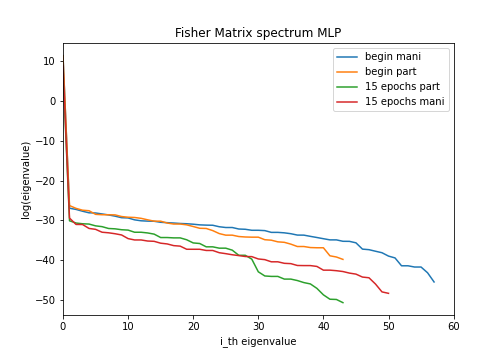 Fisher Matrix spectrum MLP
begin mani
begin part
15 epochs part
15 epochs mani
log(eigenvalue)
10
0
−10
−20
−30
−40
−50
0 10 20 30 40 50 60
i_th eigenvalue